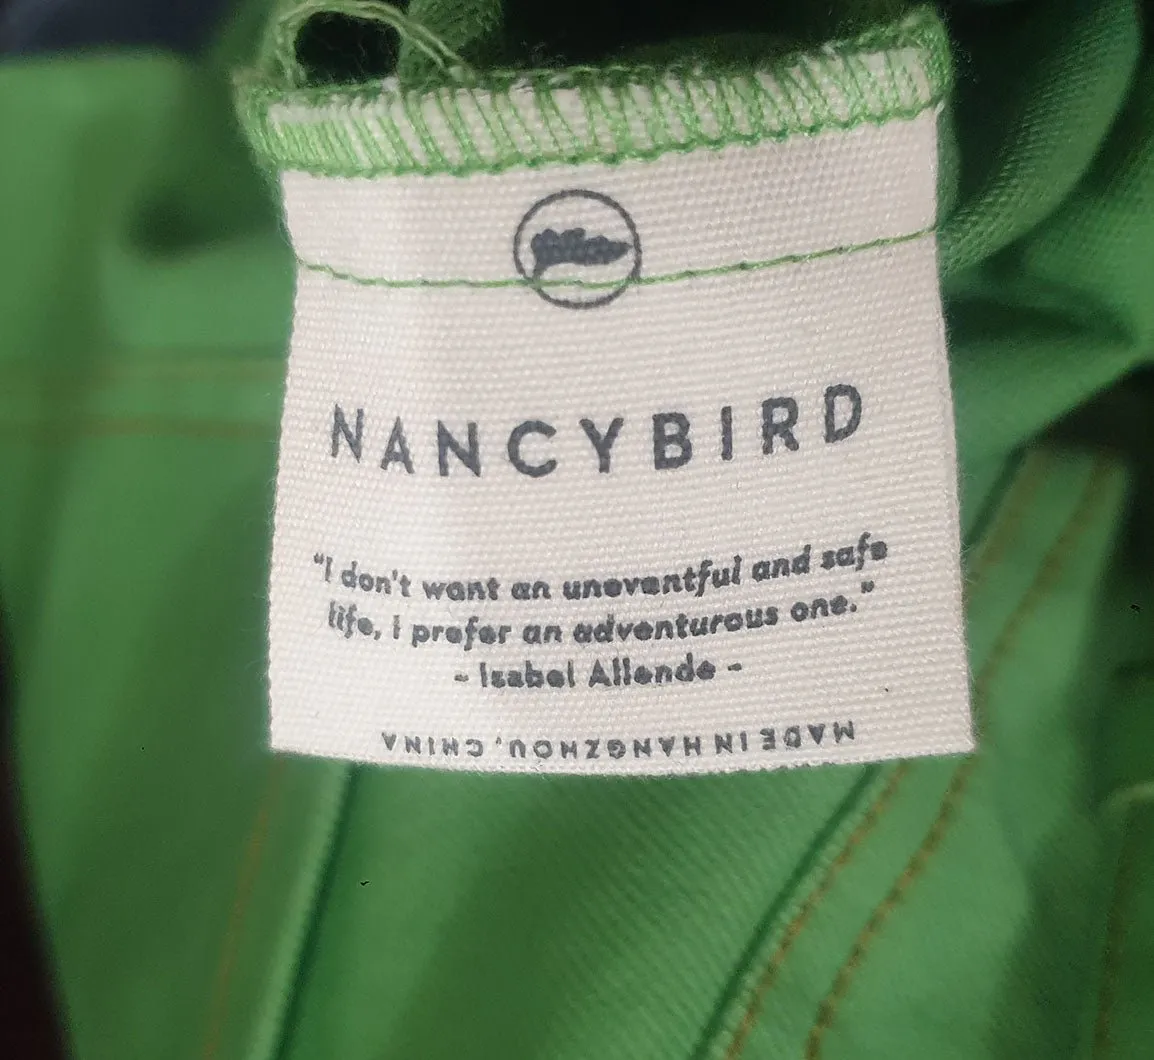 NANCYBIRD
“I don't want an uneventful and safe
life, i prefer an adventurous one.”
- Isabel Allende -
MADE IN HANGZHOU, CHINA